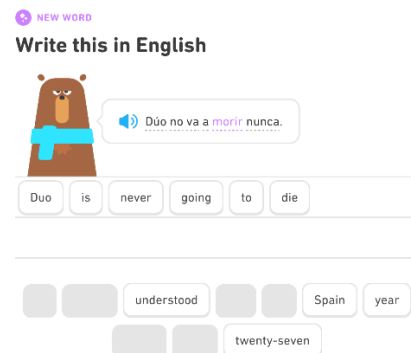 NEW WORD
Write this in English
Dúo no va a morir nunca.
Duo is never going to die
understood Spain year
twenty-seven